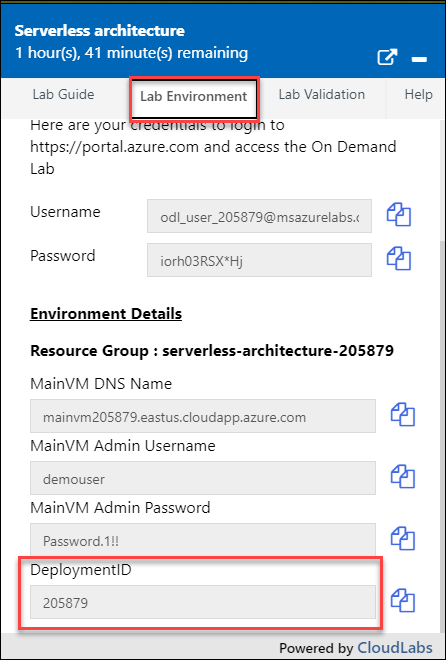 Serverless architecture
1 hour(s), 41 minute(s) remaining
Lab Guide Lab Environment Lab Validation Help
Here are your credentials to login to
https://portal.azure.com and access the On Demand
Lab
Username odl_user_205879@msazurelabs.c
Password iorh03RSX*Hj
Environment Details
Resource Group : serverless-architecture-205879
MainVM DNS Name
mainvm205879.eastus.cloudapp.azure.com
MainVM Admin Username
demouser
MainVM Admin Password
Password.1!!
DeploymentID
205879
Powered by CloudLabs